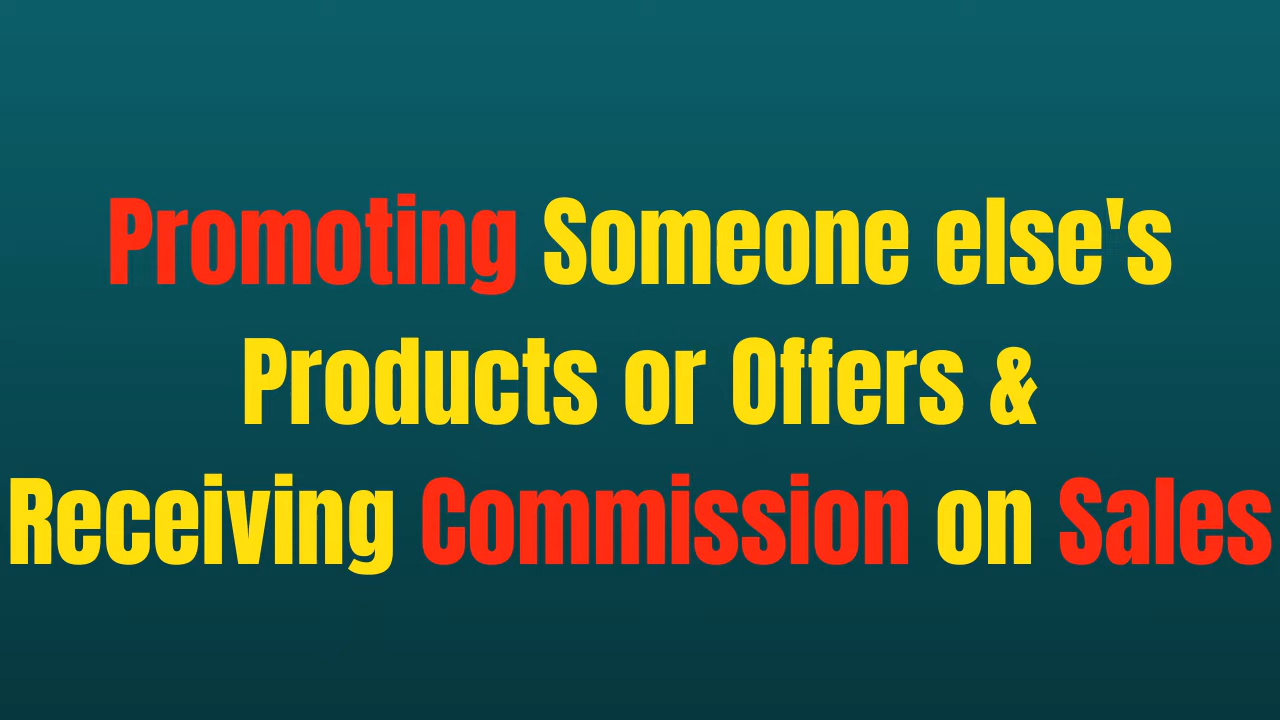 Promoting Someone else's
Products or Offers &
Receiving Commission on Sales